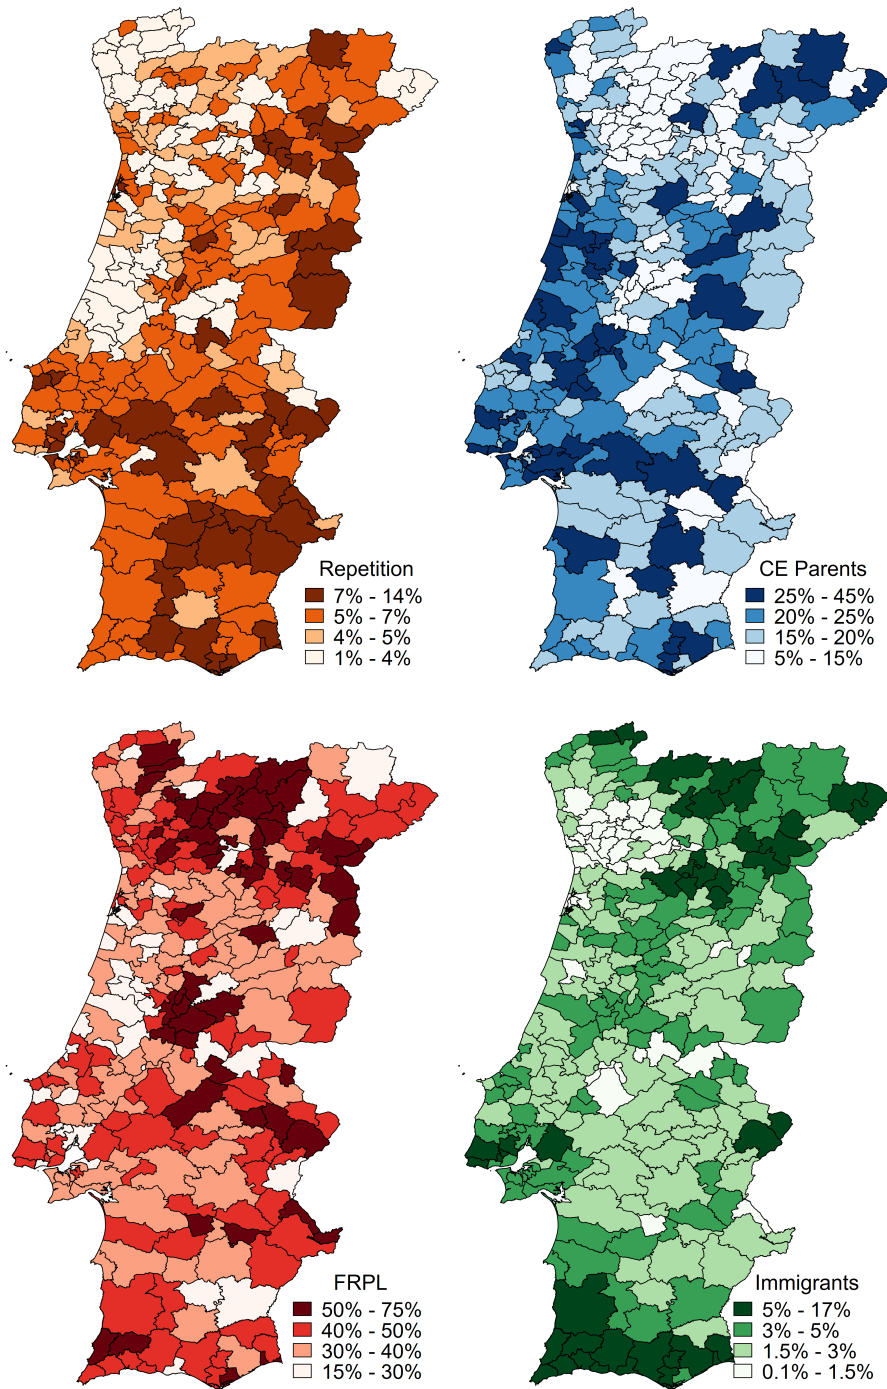 Repetition
7% - 14%
5% - 7%
4% - 5%
1% - 4%
CE Parents
25% - 45%
20% - 25%
15% - 20%
5% - 15%
FRPL
50% - 75%
40% - 50%
30% - 40%
15% - 30%
Immigrants
5% - 17%
3% - 5%
1.5% - 3%
0.1% - 1.5%